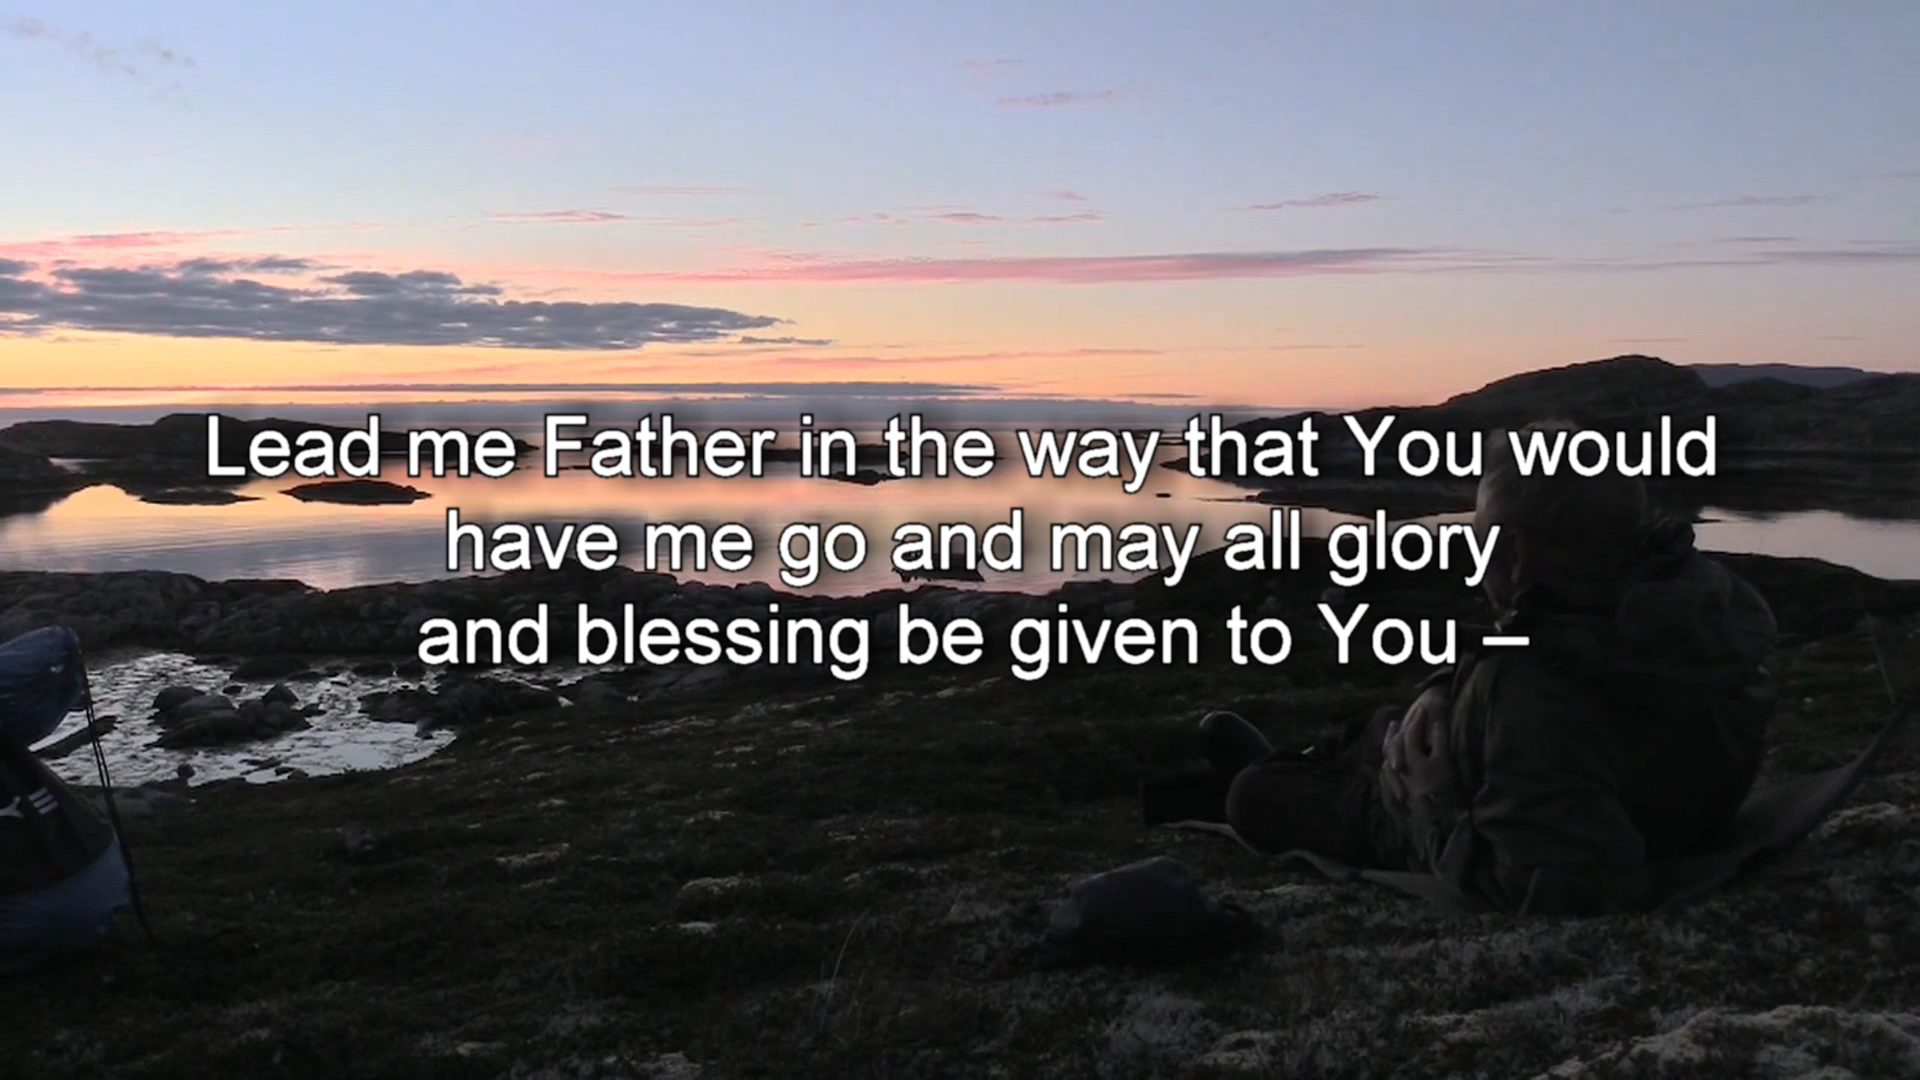 Lead me Father in the way that You would
have me go and may all glory
and blessing be given to You –